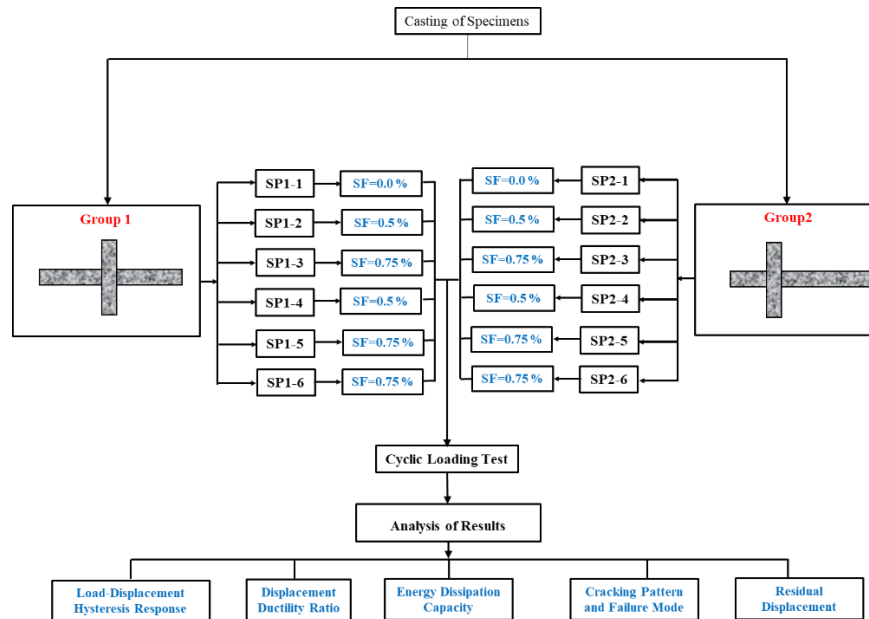 Casting of Specimens
Group 1
SP1-1
SF=0.0%
SP1-2
SF=0.5%
SP1-3
SF=0.75%
SP1-4
SF=0.5%
SP1-5
SF=0.75%
SP1-6
SF=0.75%
SF=0.0%
SP2-1
SF=0.5%
SP2-2
SF=0.75%
SP2-3
SF=0.5%
SP2-4
SF=0.75%
SP2-5
SF=0.75%
SP2-6
Group2
Cyclic Loading Test
Analysis of Results
Load-Displacement
Hysteresis Response
Displacement
Ductility Ratio
Energy Dissipation
Capacity
Cracking Pattern
and Failure Mode
Residual
Displacement